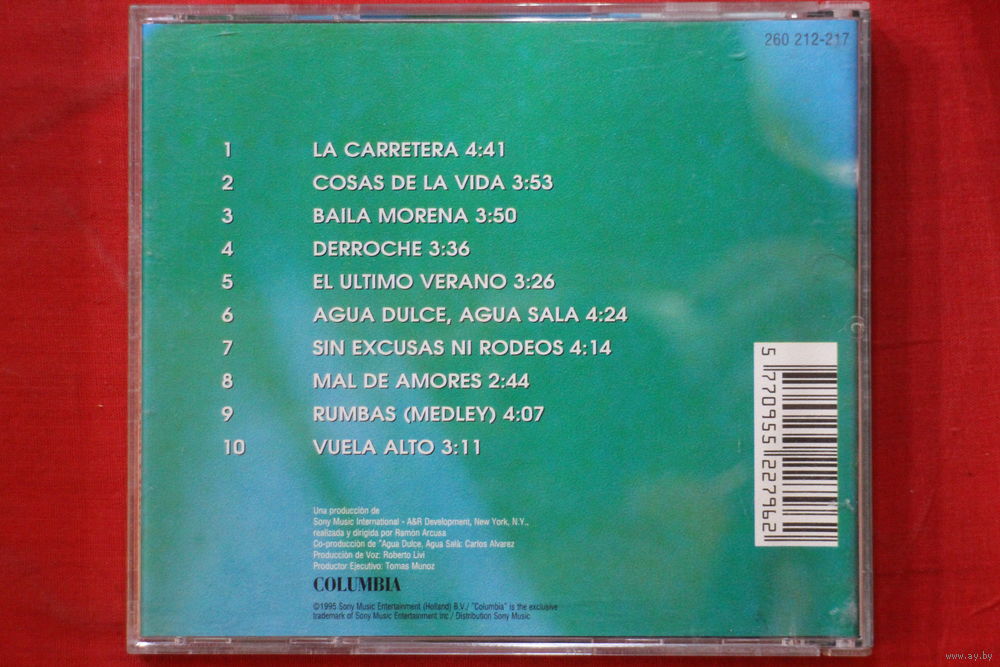 260 212-217
1 LA CARRETERA 4:41
2 COSAS DE LA VIDA 3:53
3 BAILA MORENA 3:50
4 DERROCHE 3:36
5 EL ULTIMO VERANO 3:26
6 AGUA DULCE, AGUA SALA 4:24
7 SIN EXCUSAS NI RODEOS 4:14
8 MAL DE AMORES 2:44
9 RUMBAS (MEDLEY) 4:07
10 VUELA ALTO 3:11
5 770955 227962
Una producción de
Sony Music International - A&R Development, New York, N.Y.,
realizada y dirigida por Ramón Arcusa
Co-producción de "Agua Dulce, Agua Sala: Carlos Alvarez
Producción de Voz: Roberto Livi
Productor Ejecutivo: Tomas Munoz
COLUMBIA
©1995 Sony Music Entertainment (Holland) B.V./ "Columbia" is the exclusive
trademark of Sony Music Entertainment Inc./ Distribution Sony Music
www.ay.by